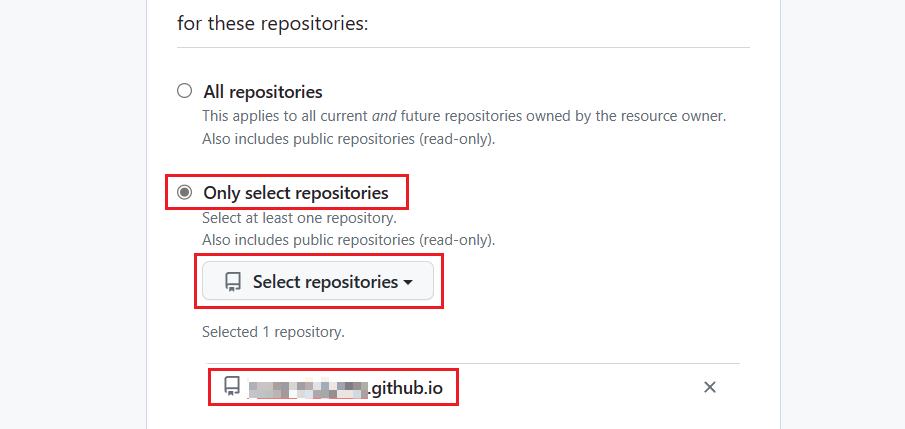 for these repositories:
All repositories
This applies to all current and future repositories owned by the resource owner.
Also includes public repositories (read-only).
Only select repositories
Select at least one repository.
Also includes public repositories (read-only).
Select repositories
Selected 1 repository.
.github.io